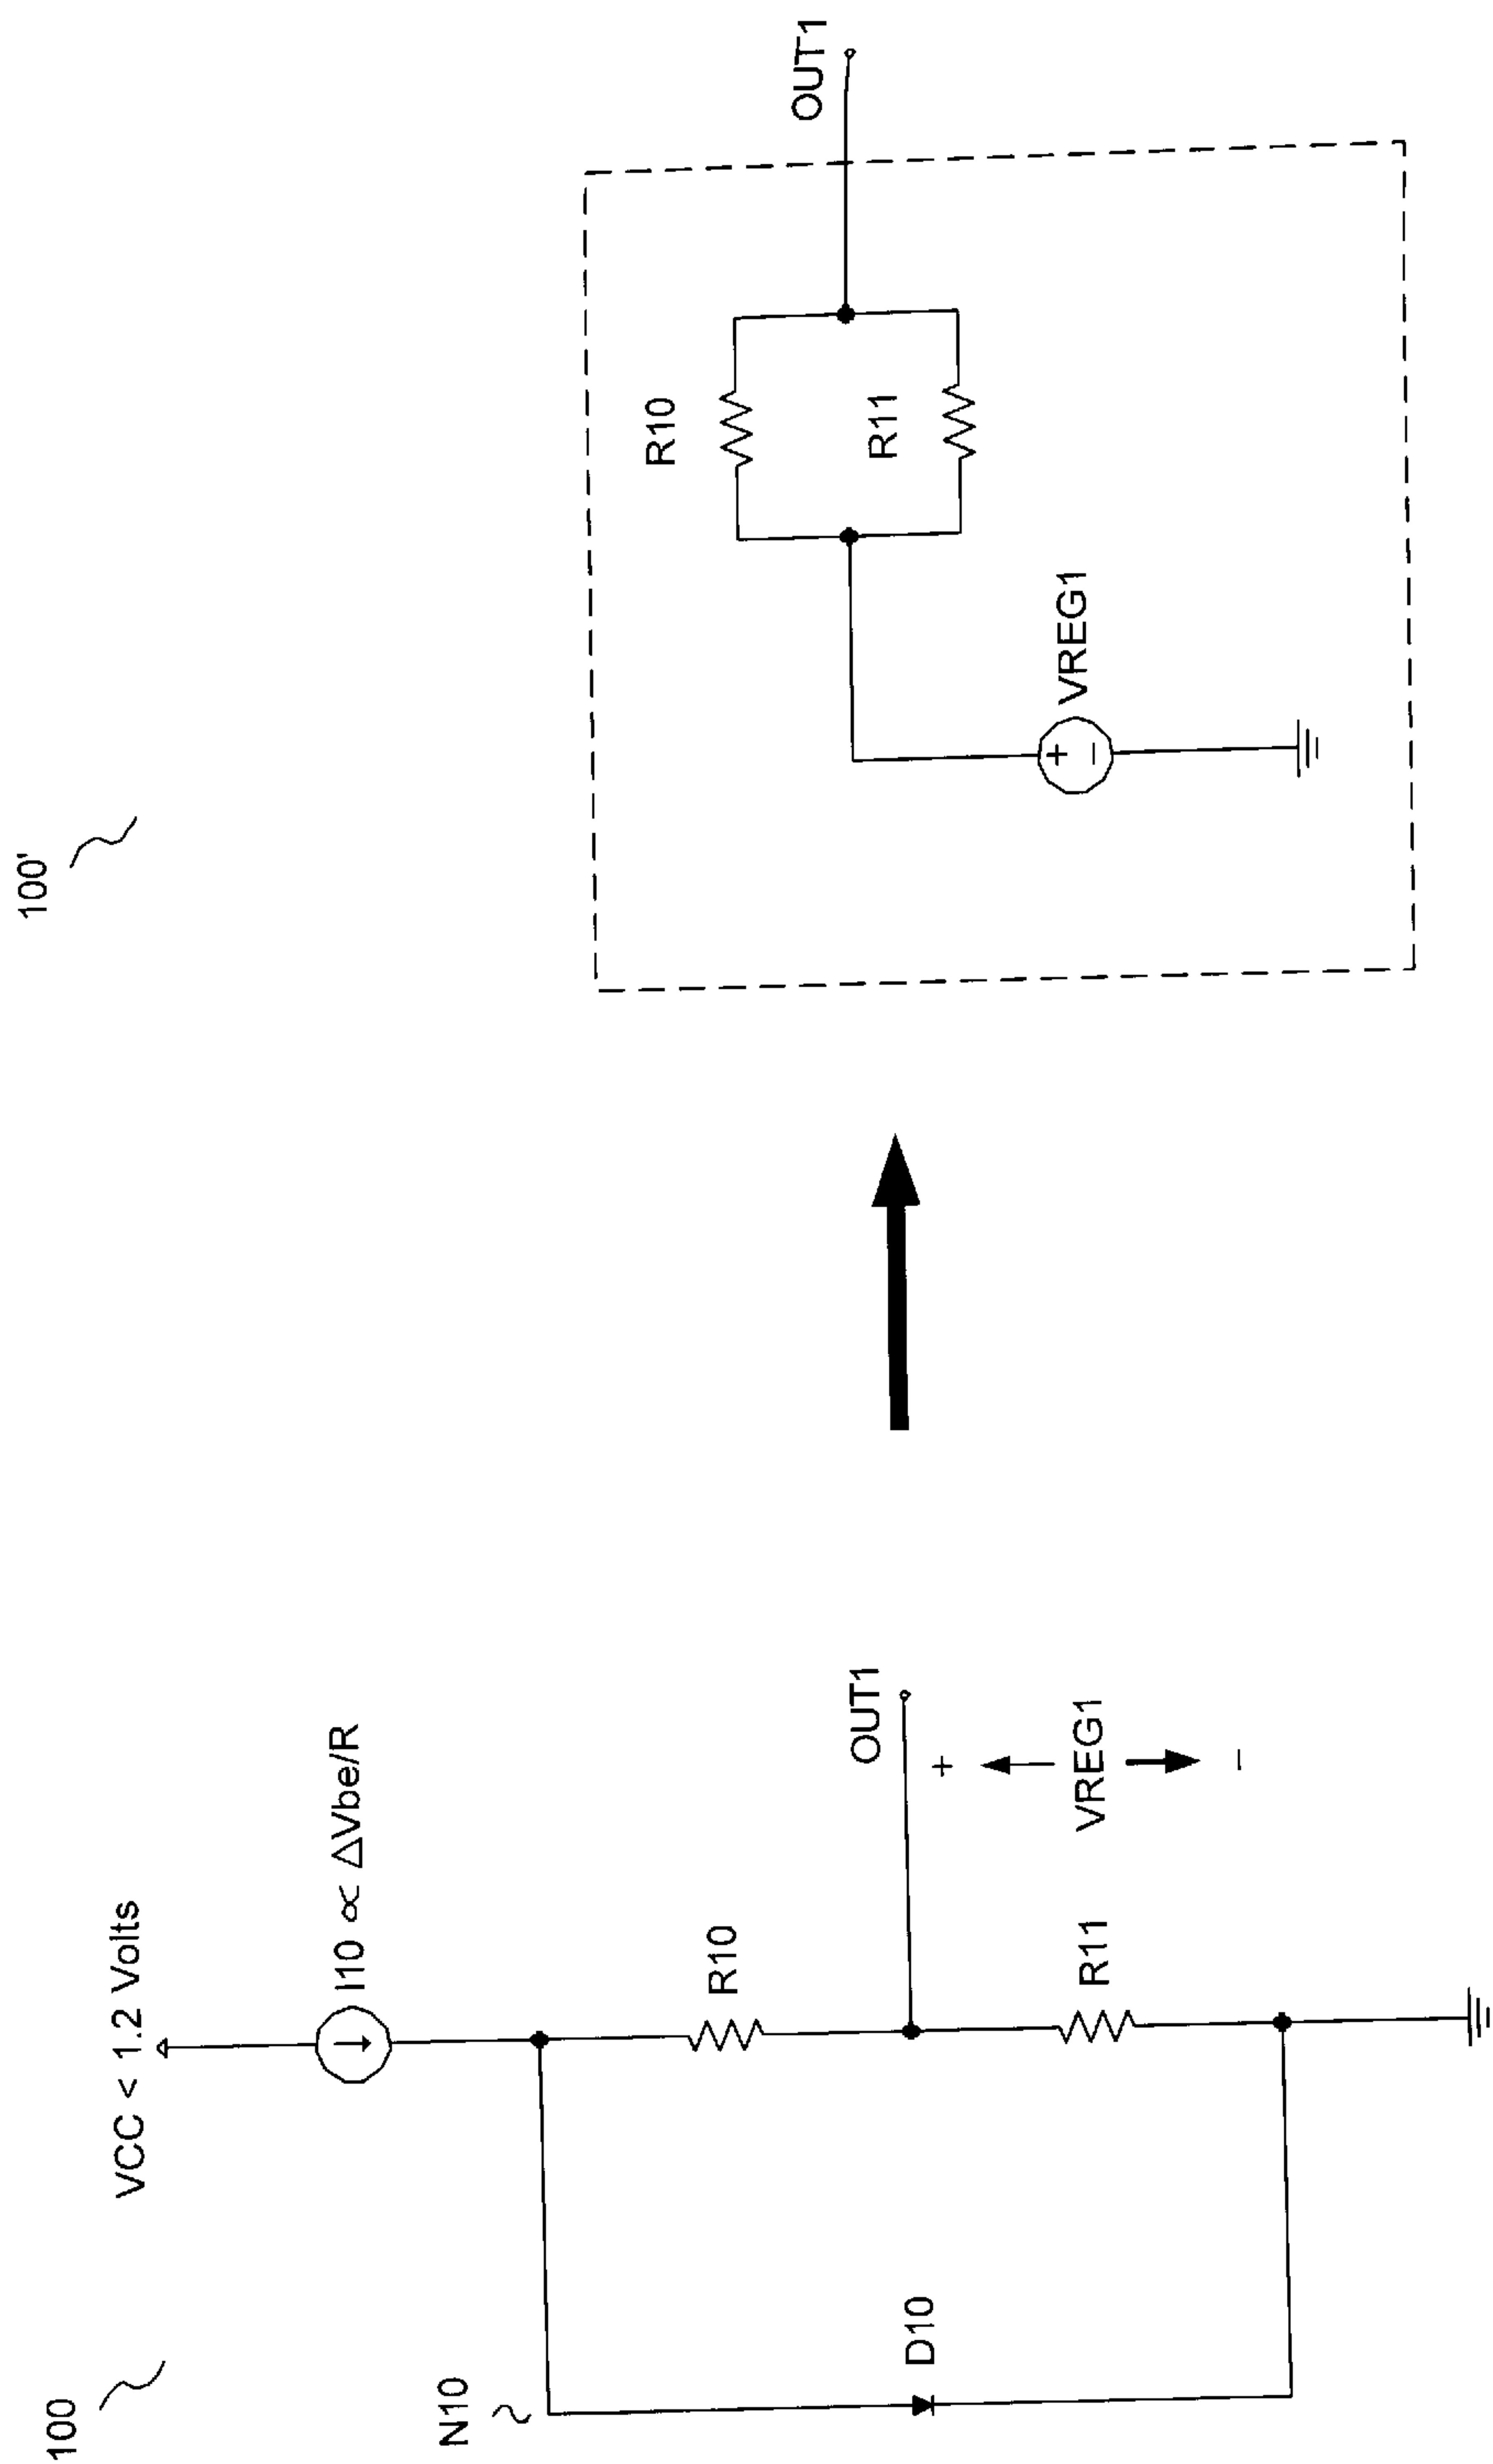 100
VCC < 1.2 Volts
I10 ∝ ΔVbe/R
N10
D10
R10
R11
OUT1
+
VREG1
−
100'
R10
R11
OUT1
+
−
VREG1